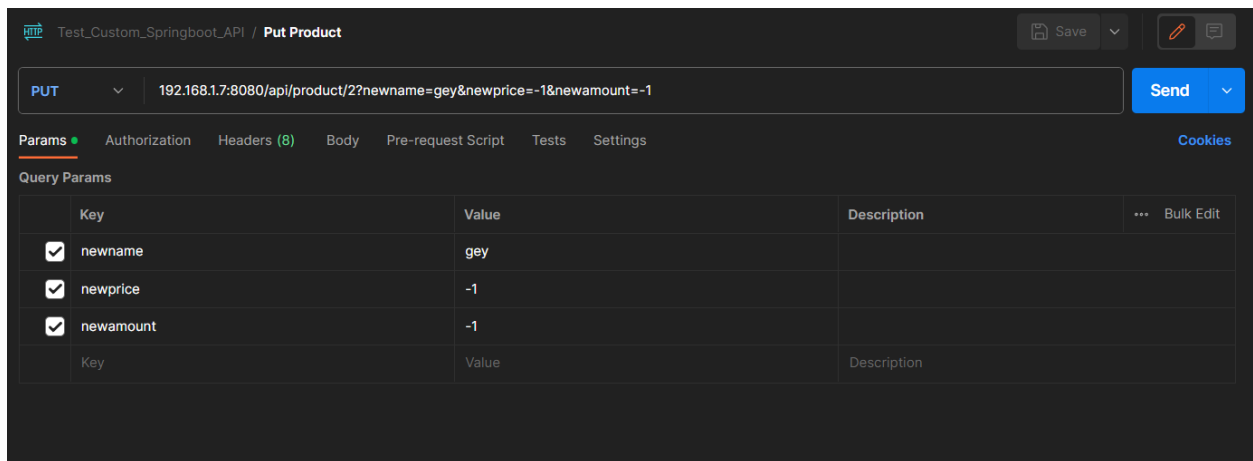 HTTP Test_Custom_Springboot_API / Put Product Save
PUT 192.168.1.7:8080/api/product/2?newname=gey&newprice=-1&newamount=-1 Send
Params Authorization Headers (8) Body Pre-request Script Tests Settings Cookies
Query Params
Key Value Description Bulk Edit
newname gey
newprice -1
newamount -1
Key Value Description